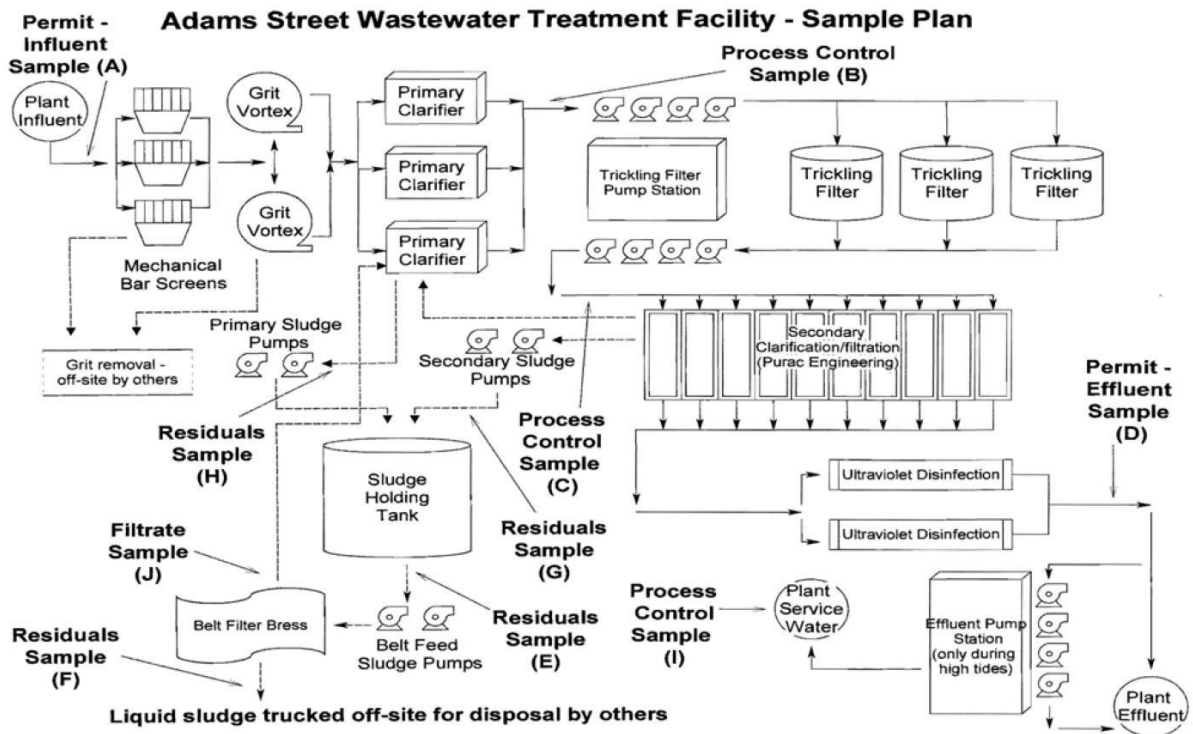 Adams Street Wastewater Treatment Facility - Sample Plan
Permit -
Influent
Sample (A)
Plant
Influent
Grit
Vortex
Grit
Vortex
Mechanical
Bar Screens
Primary
Clarifier
Primary
Clarifier
Primary
Clarifier
Process Control
Sample (B)
Trickling Filter
Pump Station
Trickling
Filter
Trickling
Filter
Trickling
Filter
Grit removal -
off-site by others
Primary Sludge
Pumps
Secondary Sludge
Pumps
Secondary
Clarification/filtration
(Purac Engineering)
Permit -
Effluent
Sample
(D)
Residuals
Sample
(H)
Process
Control
Sample
(C)
Sludge
Holding
Tank
Ultraviolet Disinfection
Ultraviolet Disinfection
Filtrate
Sample
(J)
Residuals
Sample
(G)
Belt Filter Bress
Residuals
Sample
(F)
Belt Feed
Sludge Pumps
Residuals
Sample
(E)
Process
Control
Sample
(I)
Plant
Service
Water
Effluent Pump
Station
(only during
high tides)
Plant
Effluent
Liquid sludge trucked off-site for disposal by others